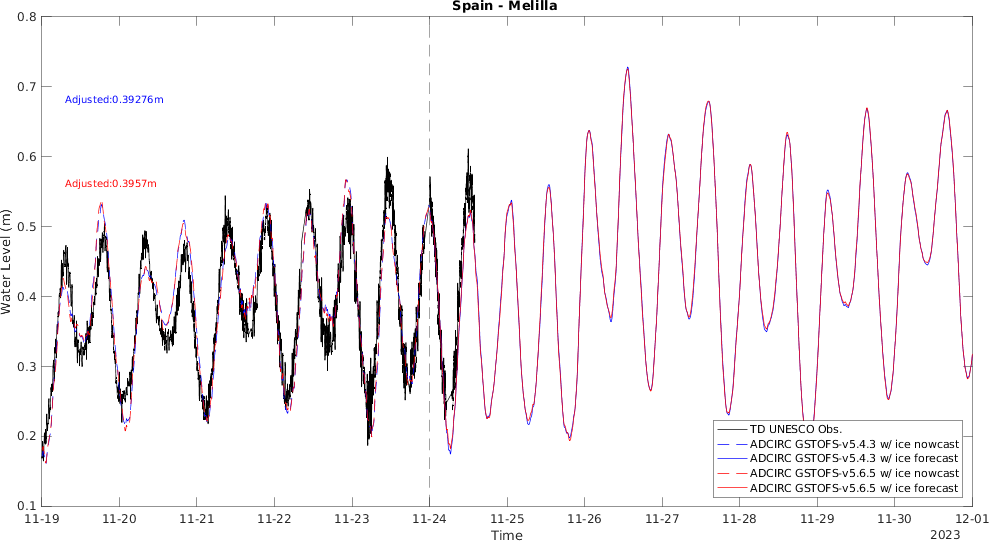 Spain - Melilla
0.8
0.7
0.6
0.5
0.4
0.3
0.2
0.1
Water Level (m)
Adjusted:0.39276m
Adjusted:0.3957m
TD UNESCO Obs.
ADCIRC GSTOFS-v5.4.3 w/ ice nowcast
ADCIRC GSTOFS-v5.4.3 w/ ice forecast
ADCIRC GSTOFS-v5.6.5 w/ ice nowcast
ADCIRC GSTOFS-v5.6.5 w/ ice forecast
11-19 11-20 11-21 11-22 11-23 11-24 11-25 11-26 11-27 11-28 11-29 11-30 12-01
Time
2023